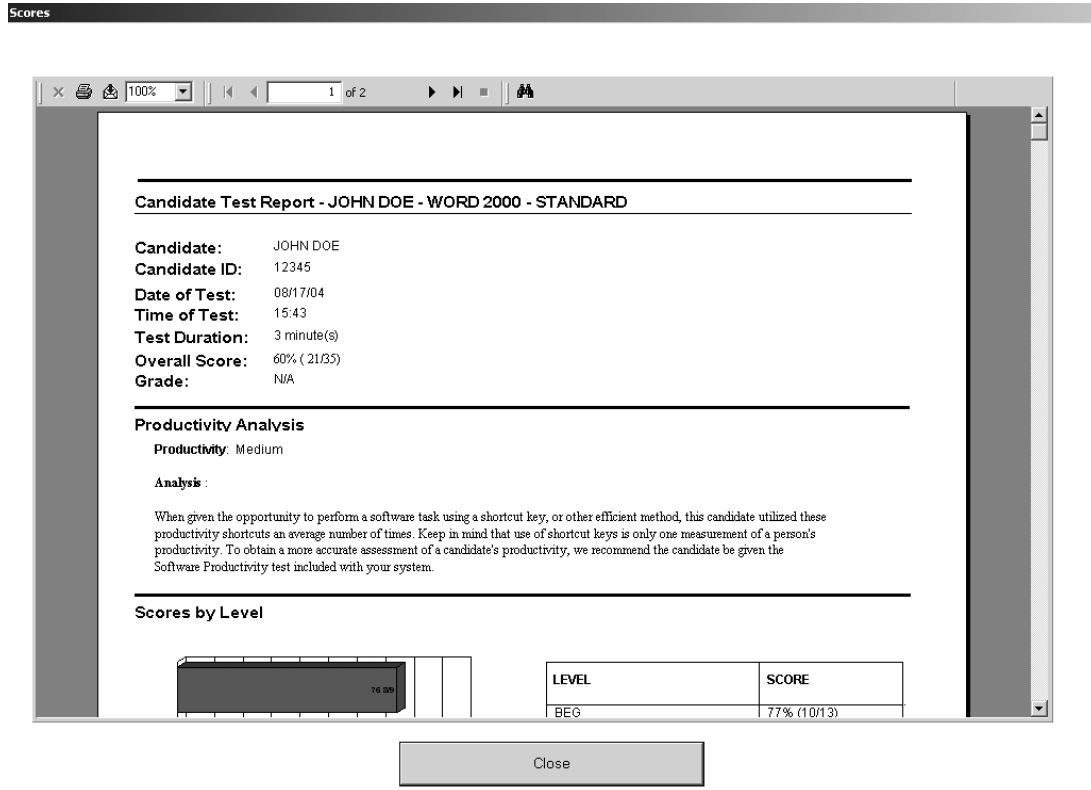 Scores
100%
1 of 2
Candidate Test Report - JOHN DOE - WORD 2000 - STANDARD
Candidate: JOHN DOE
Candidate ID: 12345
Date of Test: 08/17/04
Time of Test: 15:43
Test Duration: 3 minute(s)
Overall Score: 60% ( 21/35)
Grade: N/A
Productivity Analysis
Productivity: Medium
Analysis :
When given the opportunity to perform a software task using a shortcut key, or other efficient method, this candidate utilized these
productivity shortcuts an average number of times. Keep in mind that use of shortcut keys is only one measurement of a person's
productivity. To obtain a more accurate assessment of a candidate's productivity, we recommend the candidate be given the
Software Productivity test included with your system.
Scores by Level
LEVEL SCORE
76
BEG 77% (10/13)
Close